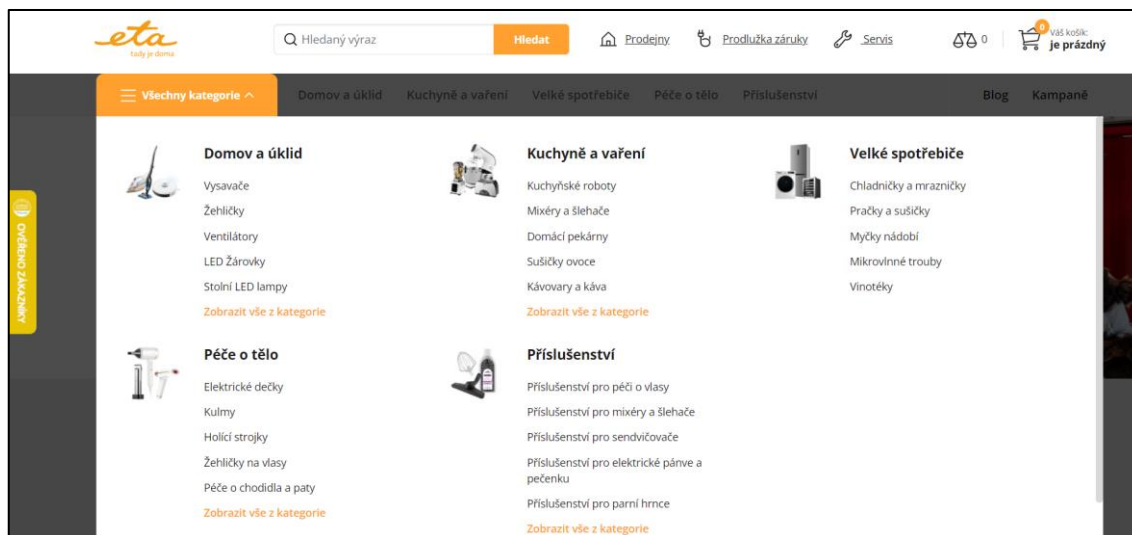 eta
tady je doma
Hledaný výraz
Hledat
Prodejny
Prodlužka záruky
Servis
0
0
Váš košík:
je prázdný
Všechny kategorie
Domov a úklid
Kuchyně a vaření
Velké spotřebiče
Péče o tělo
Příslušenství
Blog
Kampaně
OVĚŘENO ZÁKAZNÍKY
Domov a úklid
Vysavače
Žehličky
Ventilátory
LED Žárovky
Stolní LED lampy
Zobrazit vše z kategorie
Kuchyně a vaření
Kuchyňské roboty
Mixéry a šlehače
Domácí pekárny
Sušičky ovoce
Kávovary a káva
Zobrazit vše z kategorie
Velké spotřebiče
Chladničky a mrazničky
Pračky a sušičky
Myčky nádobí
Mikrovlnné trouby
Vinotéky
Péče o tělo
Elektrické dečky
Kulmy
Holící strojky
Žehličky na vlasy
Péče o chodidla a paty
Zobrazit vše z kategorie
Příslušenství
Příslušenství pro péči o vlasy
Příslušenství pro mixéry a šlehače
Příslušenství pro sendvičovače
Příslušenství pro elektrické pánve a
pečenku
Příslušenství pro parní hrnce
Zobrazit vše z kategorie